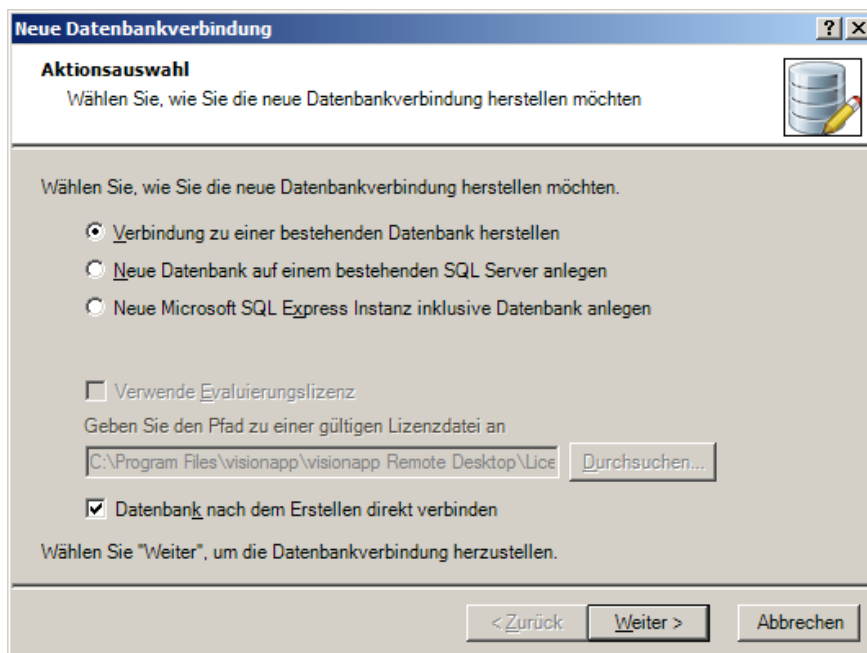 Neue Datenbankverbindung
Aktionsauswahl
Wählen Sie, wie Sie die neue Datenbankverbindung herstellen möchten
Wählen Sie, wie Sie die neue Datenbankverbindung herstellen möchten.
Verbindung zu einer bestehenden Datenbank herstellen
Neue Datenbank auf einem bestehenden SQL Server anlegen
Neue Microsoft SQL Express Instanz inklusive Datenbank anlegen
Verwende Evaluierungslizenz
Geben Sie den Pfad zu einer gültigen Lizenzdatei an
C:\Program Files\visionapp\visionapp Remote Desktop\Lice
Durchsuchen...
Datenbank nach dem Erstellen direkt verbinden
Wählen Sie "Weiter", um die Datenbankverbindung herzustellen.
< Zurück
Weiter >
Abbrechen